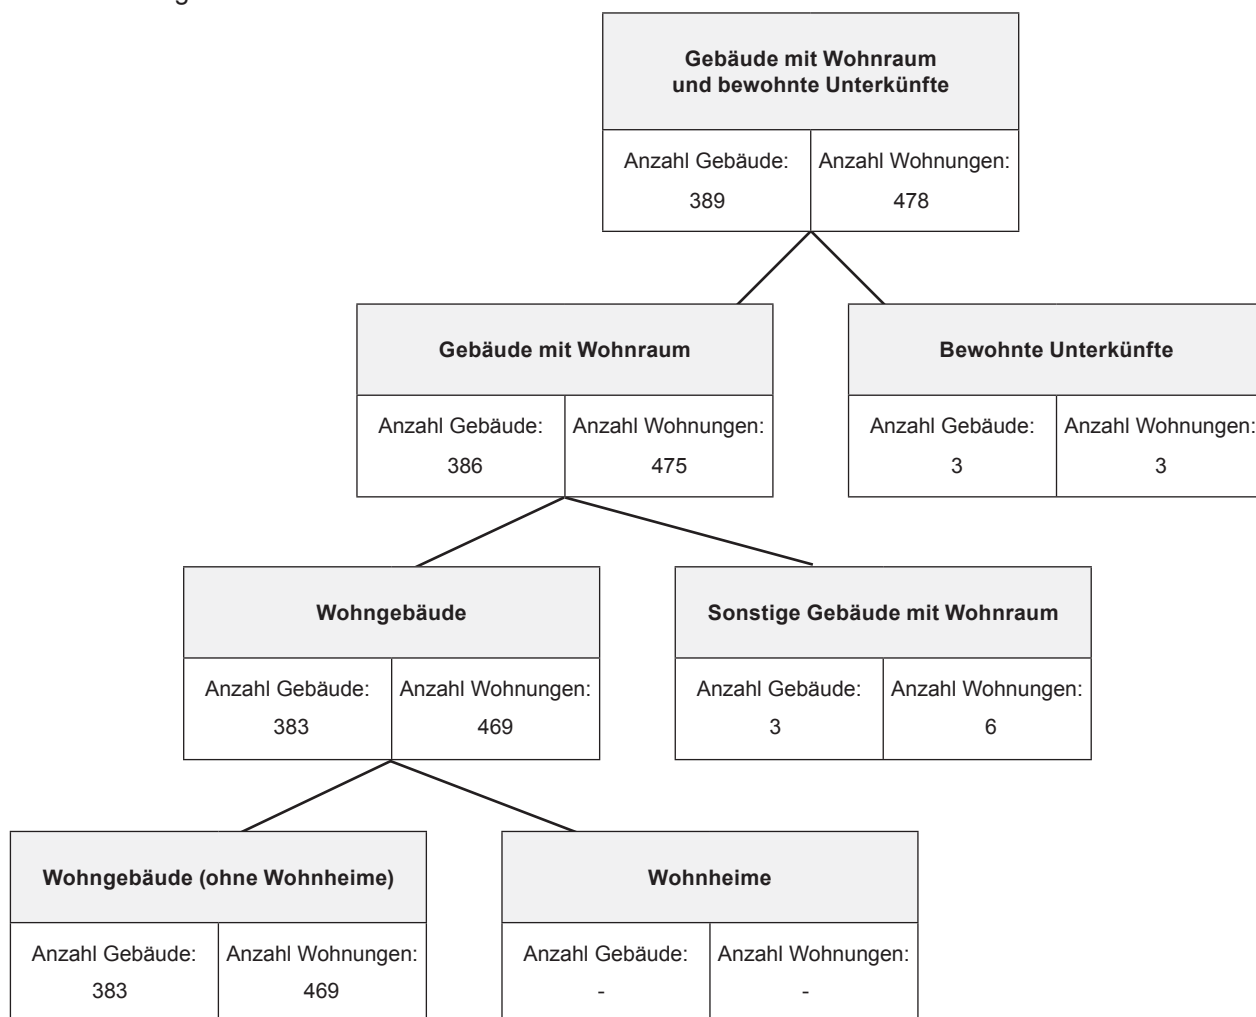 Gebäude mit Wohnraum
und bewohnte Unterkünfte
Anzahl Gebäude: Anzahl Wohnungen:
389 478
Gebäude mit Wohnraum
Anzahl Gebäude: Anzahl Wohnungen:
386 475
Bewohnte Unterkünfte
Anzahl Gebäude: Anzahl Wohnungen:
3 3
Wohngebäude
Anzahl Gebäude: Anzahl Wohnungen:
383 469
Sonstige Gebäude mit Wohnraum
Anzahl Gebäude: Anzahl Wohnungen:
3 6
Wohngebäude (ohne Wohnheime)
Anzahl Gebäude: Anzahl Wohnungen:
383 469
Wohnheime
Anzahl Gebäude: Anzahl Wohnungen:
- -